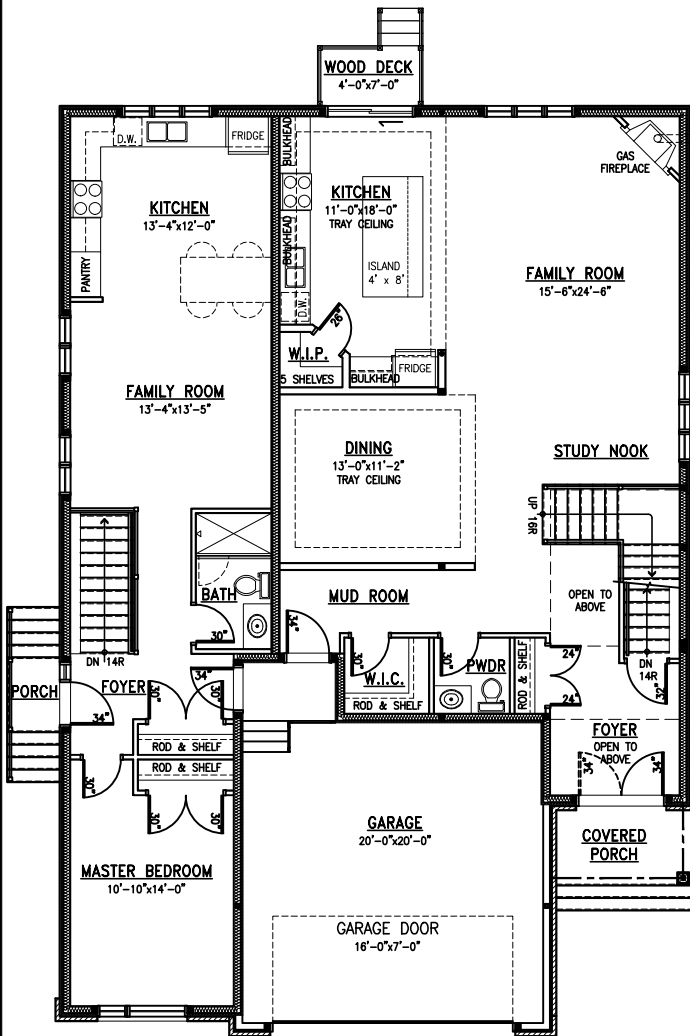 WOOD DECK
4'-0"x7'-0"
D.W.
FRIDGE
BULKHEAD
GAS
FIREPLACE
KITCHEN
13'-4"x12'-0"
KITCHEN
11'-0"x18'-0"
TRAY CEILING
BULKHEAD
PANTRY
ISLAND
4' x 8'
FAMILY ROOM
15'-6"x24'-6"
D.W.
26"
W.I.P.
5 SHELVES
BULKHEAD
FRIDGE
FAMILY ROOM
13'-4"x13'-5"
DINING
13'-0"x11'-2"
TRAY CEILING
STUDY NOOK
UP 16R
BATH
30"
MUD ROOM
OPEN TO
ABOVE
34"
DN 14R
30"
W.I.C.
ROD & SHELF
30"
PWDR
ROD & SHELF
24"
24"
DN
14R
32"
PORCH
FOYER
34"
30"
34"
30"
ROD & SHELF
ROD & SHELF
30"
30"
30"
FOYER
OPEN TO
ABOVE
34"
34"
MASTER BEDROOM
10'-10"x14'-0"
GARAGE
20'-0"x20'-0"
COVERED
PORCH
GARAGE DOOR
16'-0"x7'-0"